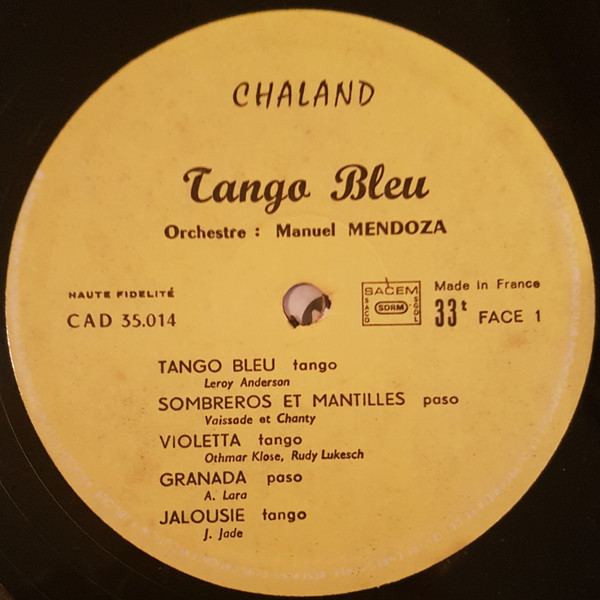 CHALAND
Tango Bleu
Orchestre : Manuel MENDOZA
HAUTE FIDELITÉ
CAD 35.014
SACEM
SACD
SDRM
SGDL
Made in France
33t FACE 1
TANGO BLEU tango
Leroy Anderson
SOMBREROS ET MANTILLES paso
Vaissade et Chanty
VIOLETTA tango
Othmar Klose, Rudy Lukesch
GRANADA paso
A. Lara
JALOUSIE tango
J. Jade